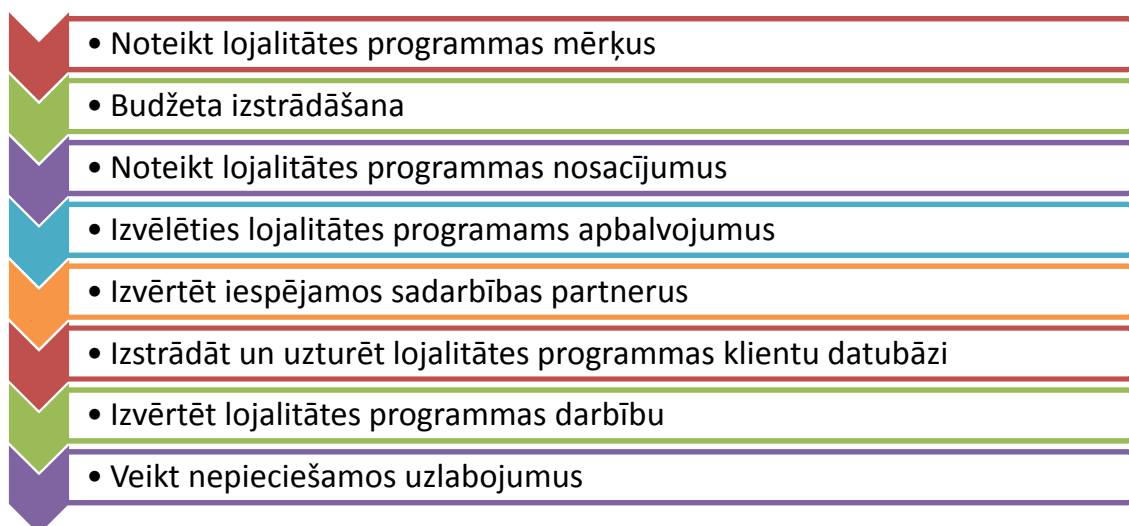 • Noteikt lojalitātes programmas mērķus
• Budžeta izstrādāšana
• Noteikt lojalitātes programmas nosacījumus
• Izvēlēties lojalitātes programams apbalvojumus
• Izvērtēt iespējamos sadarbības partnerus
• Izstrādāt un uzturēt lojalitātes programmas klientu datubāzi
• Izvērtēt lojalitātes programmas darbību
• Veikt nepieciešamos uzlabojumus